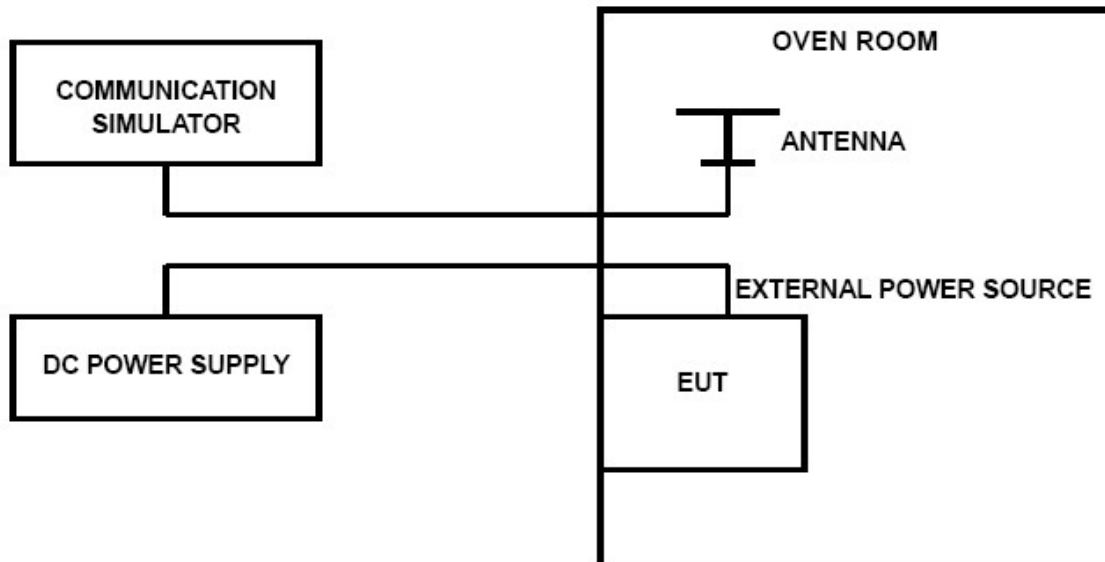 OVEN ROOM
COMMUNICATION
SIMULATOR
ANTENNA
EXTERNAL POWER SOURCE
DC POWER SUPPLY
EUT